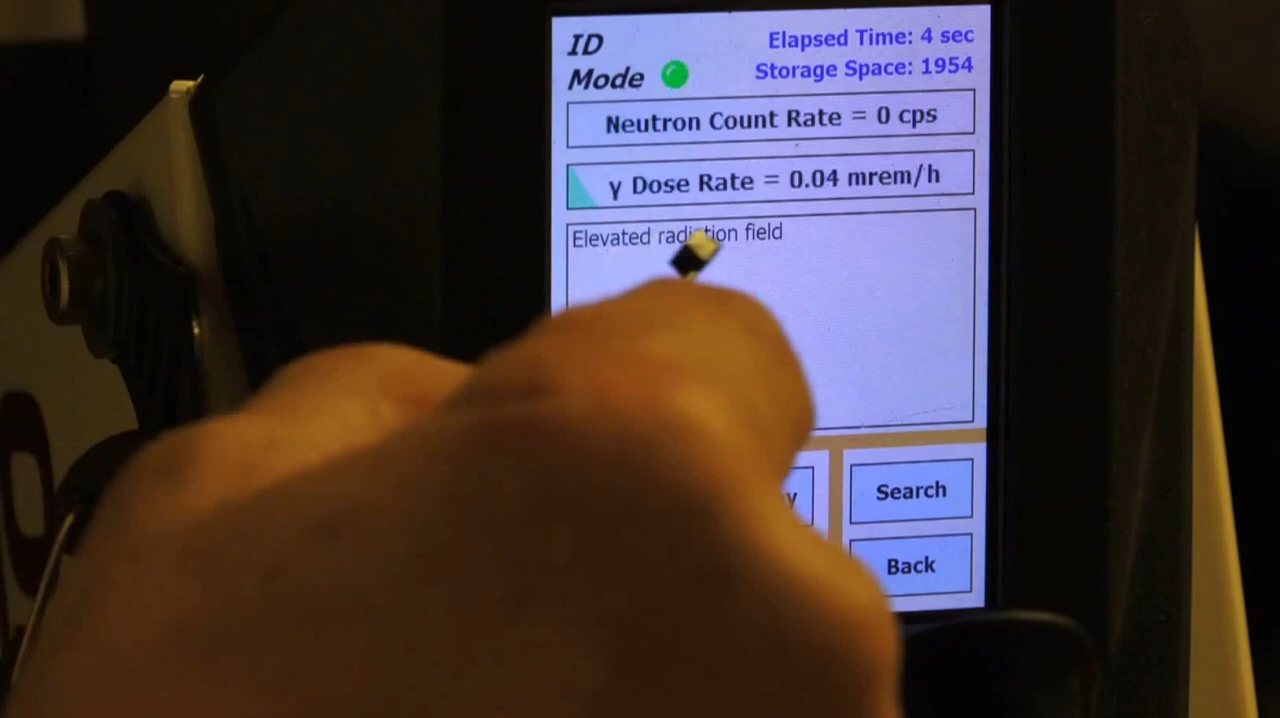 ID
Mode
Elapsed Time: 4 sec
Storage Space: 1954
Neutron Count Rate = 0 cps
γ Dose Rate = 0.04 mrem/h
Elevated radiation field
Search
Back